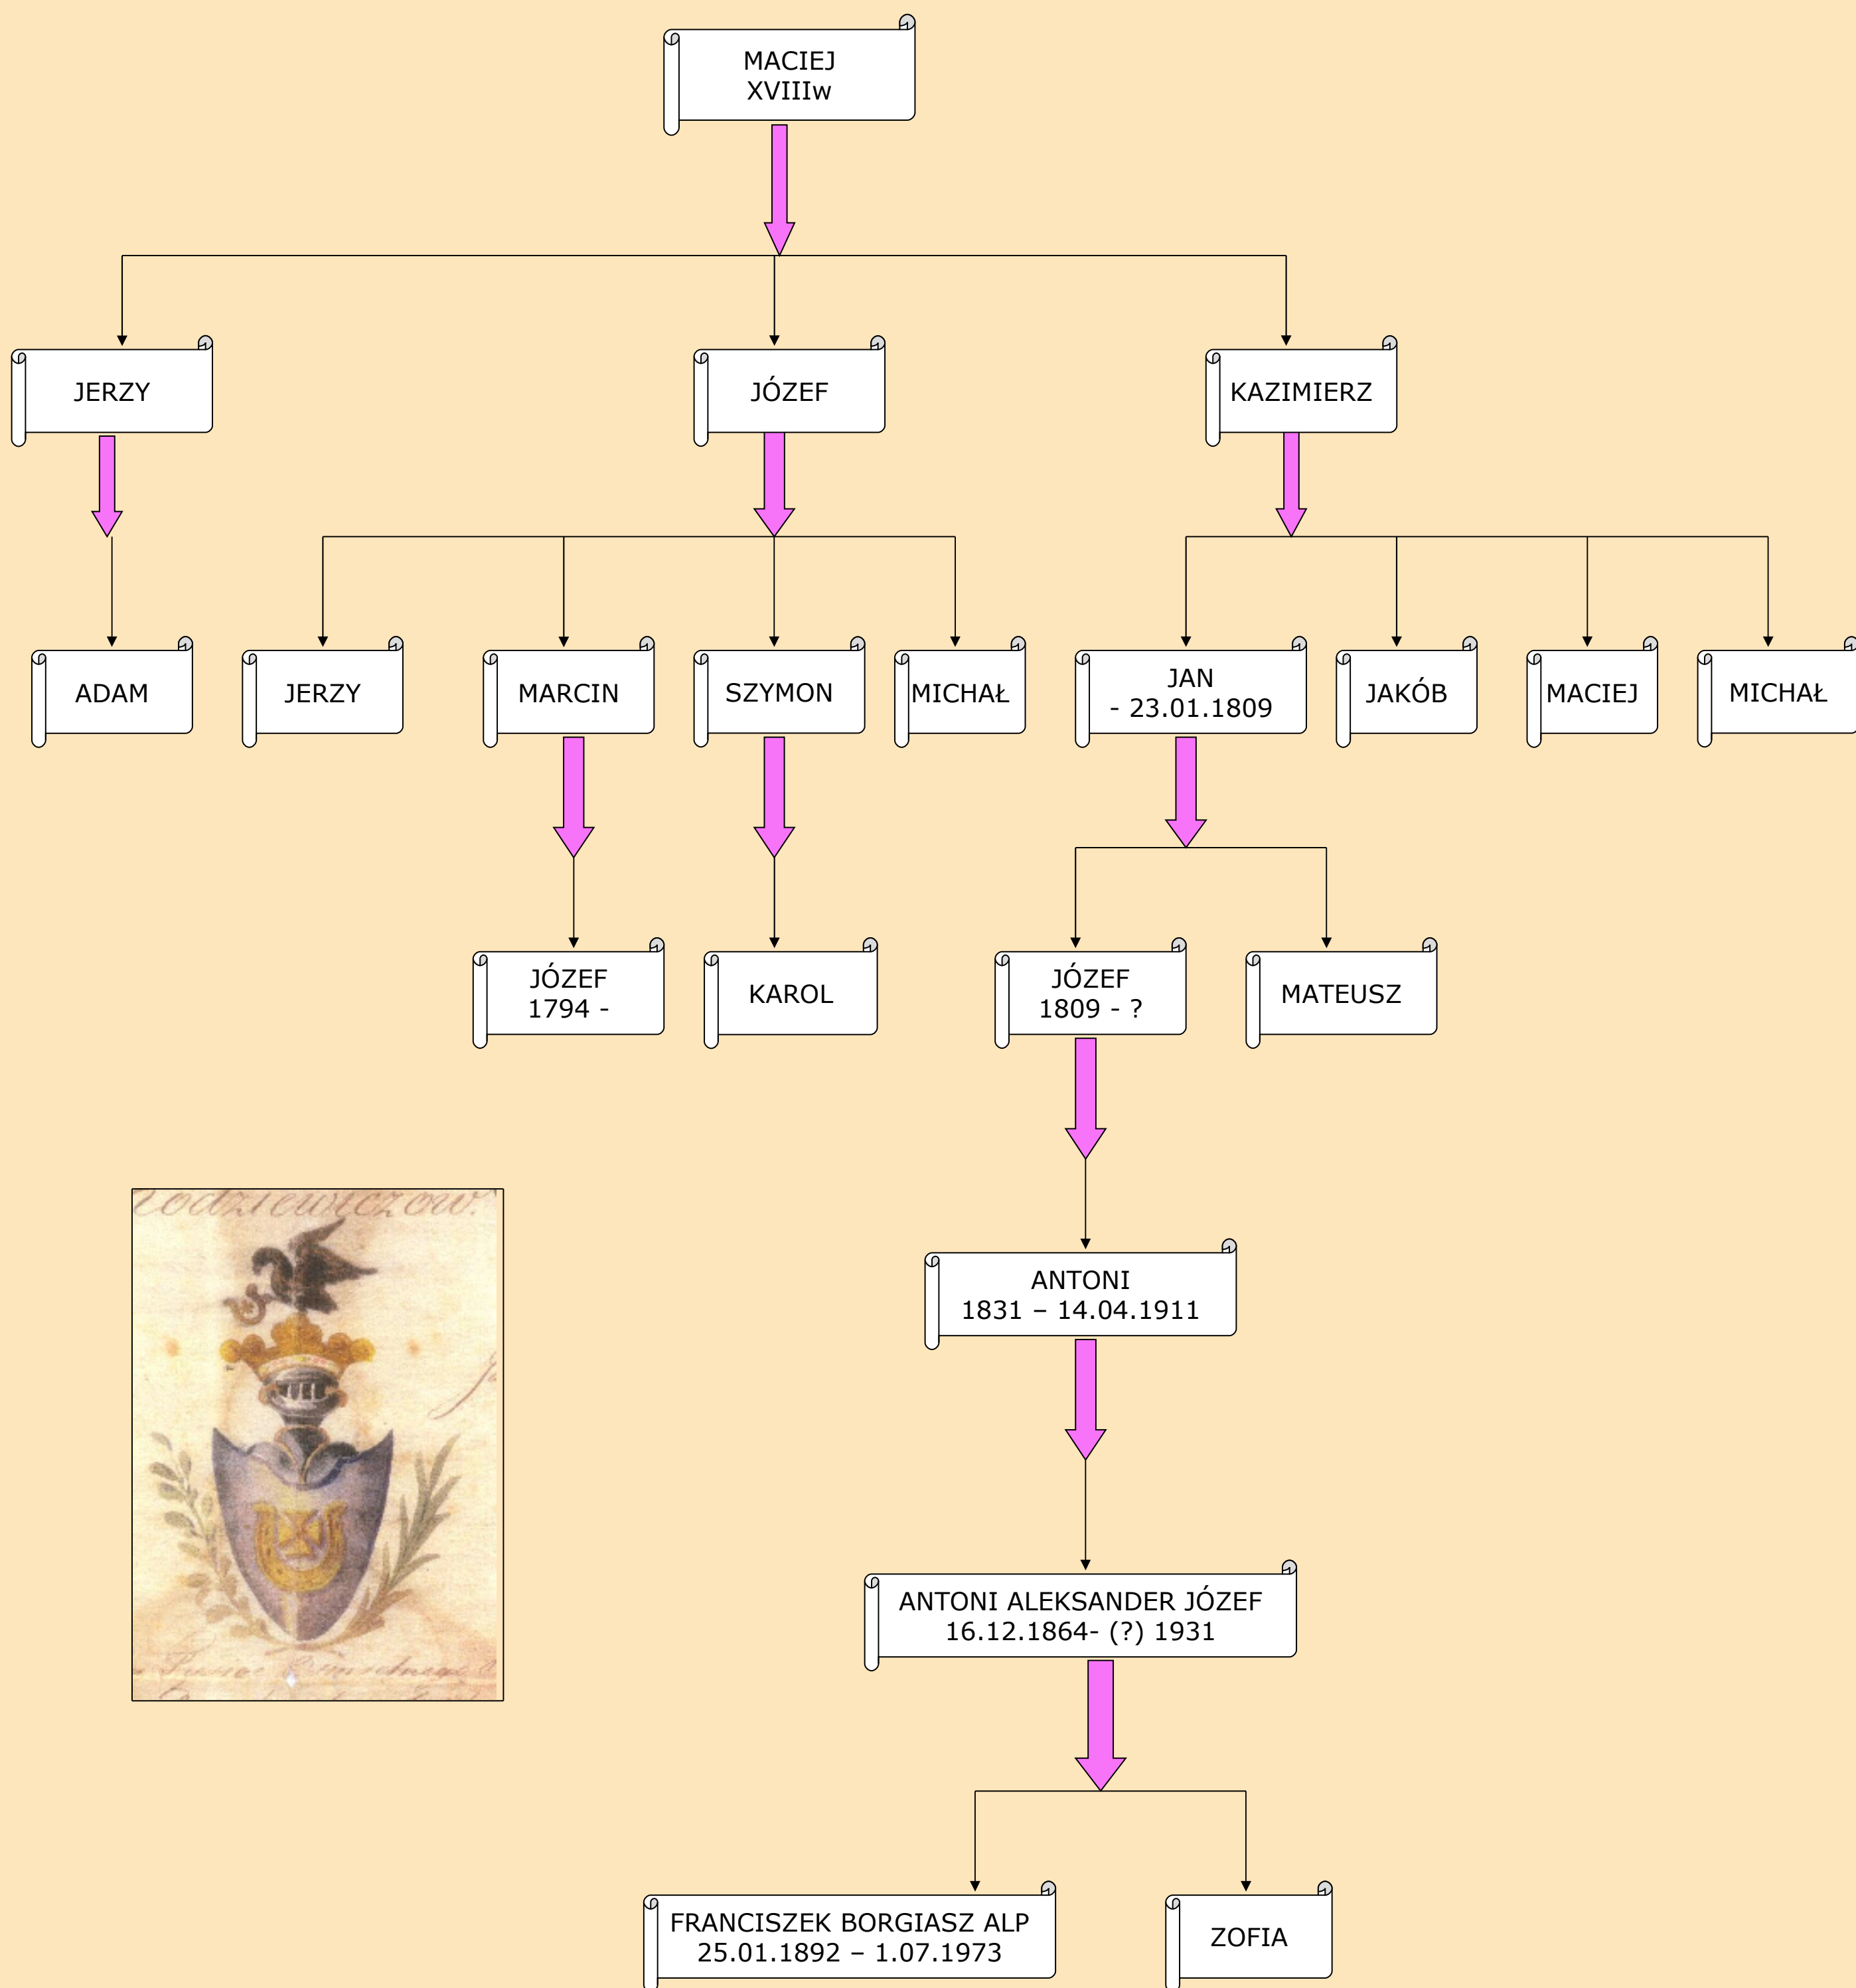 MACIEJ
XVIIIw
JERZY
JÓZEF
KAZIMIERZ
ADAM
JERZY
MARCIN
SZYMON
MICHAŁ
JAN
- 23.01.1809
JAKÓB
MACIEJ
MICHAŁ
JÓZEF
1794 -
KAROL
JÓZEF
1809 - ?
MATEUSZ
ANTONI
1831 – 14.04.1911
ANTONI ALEKSANDER JÓZEF
16.12.1864- (?) 1931
FRANCISZEK BORGIASZ ALP
25.01.1892 – 1.07.1973
ZOFIA